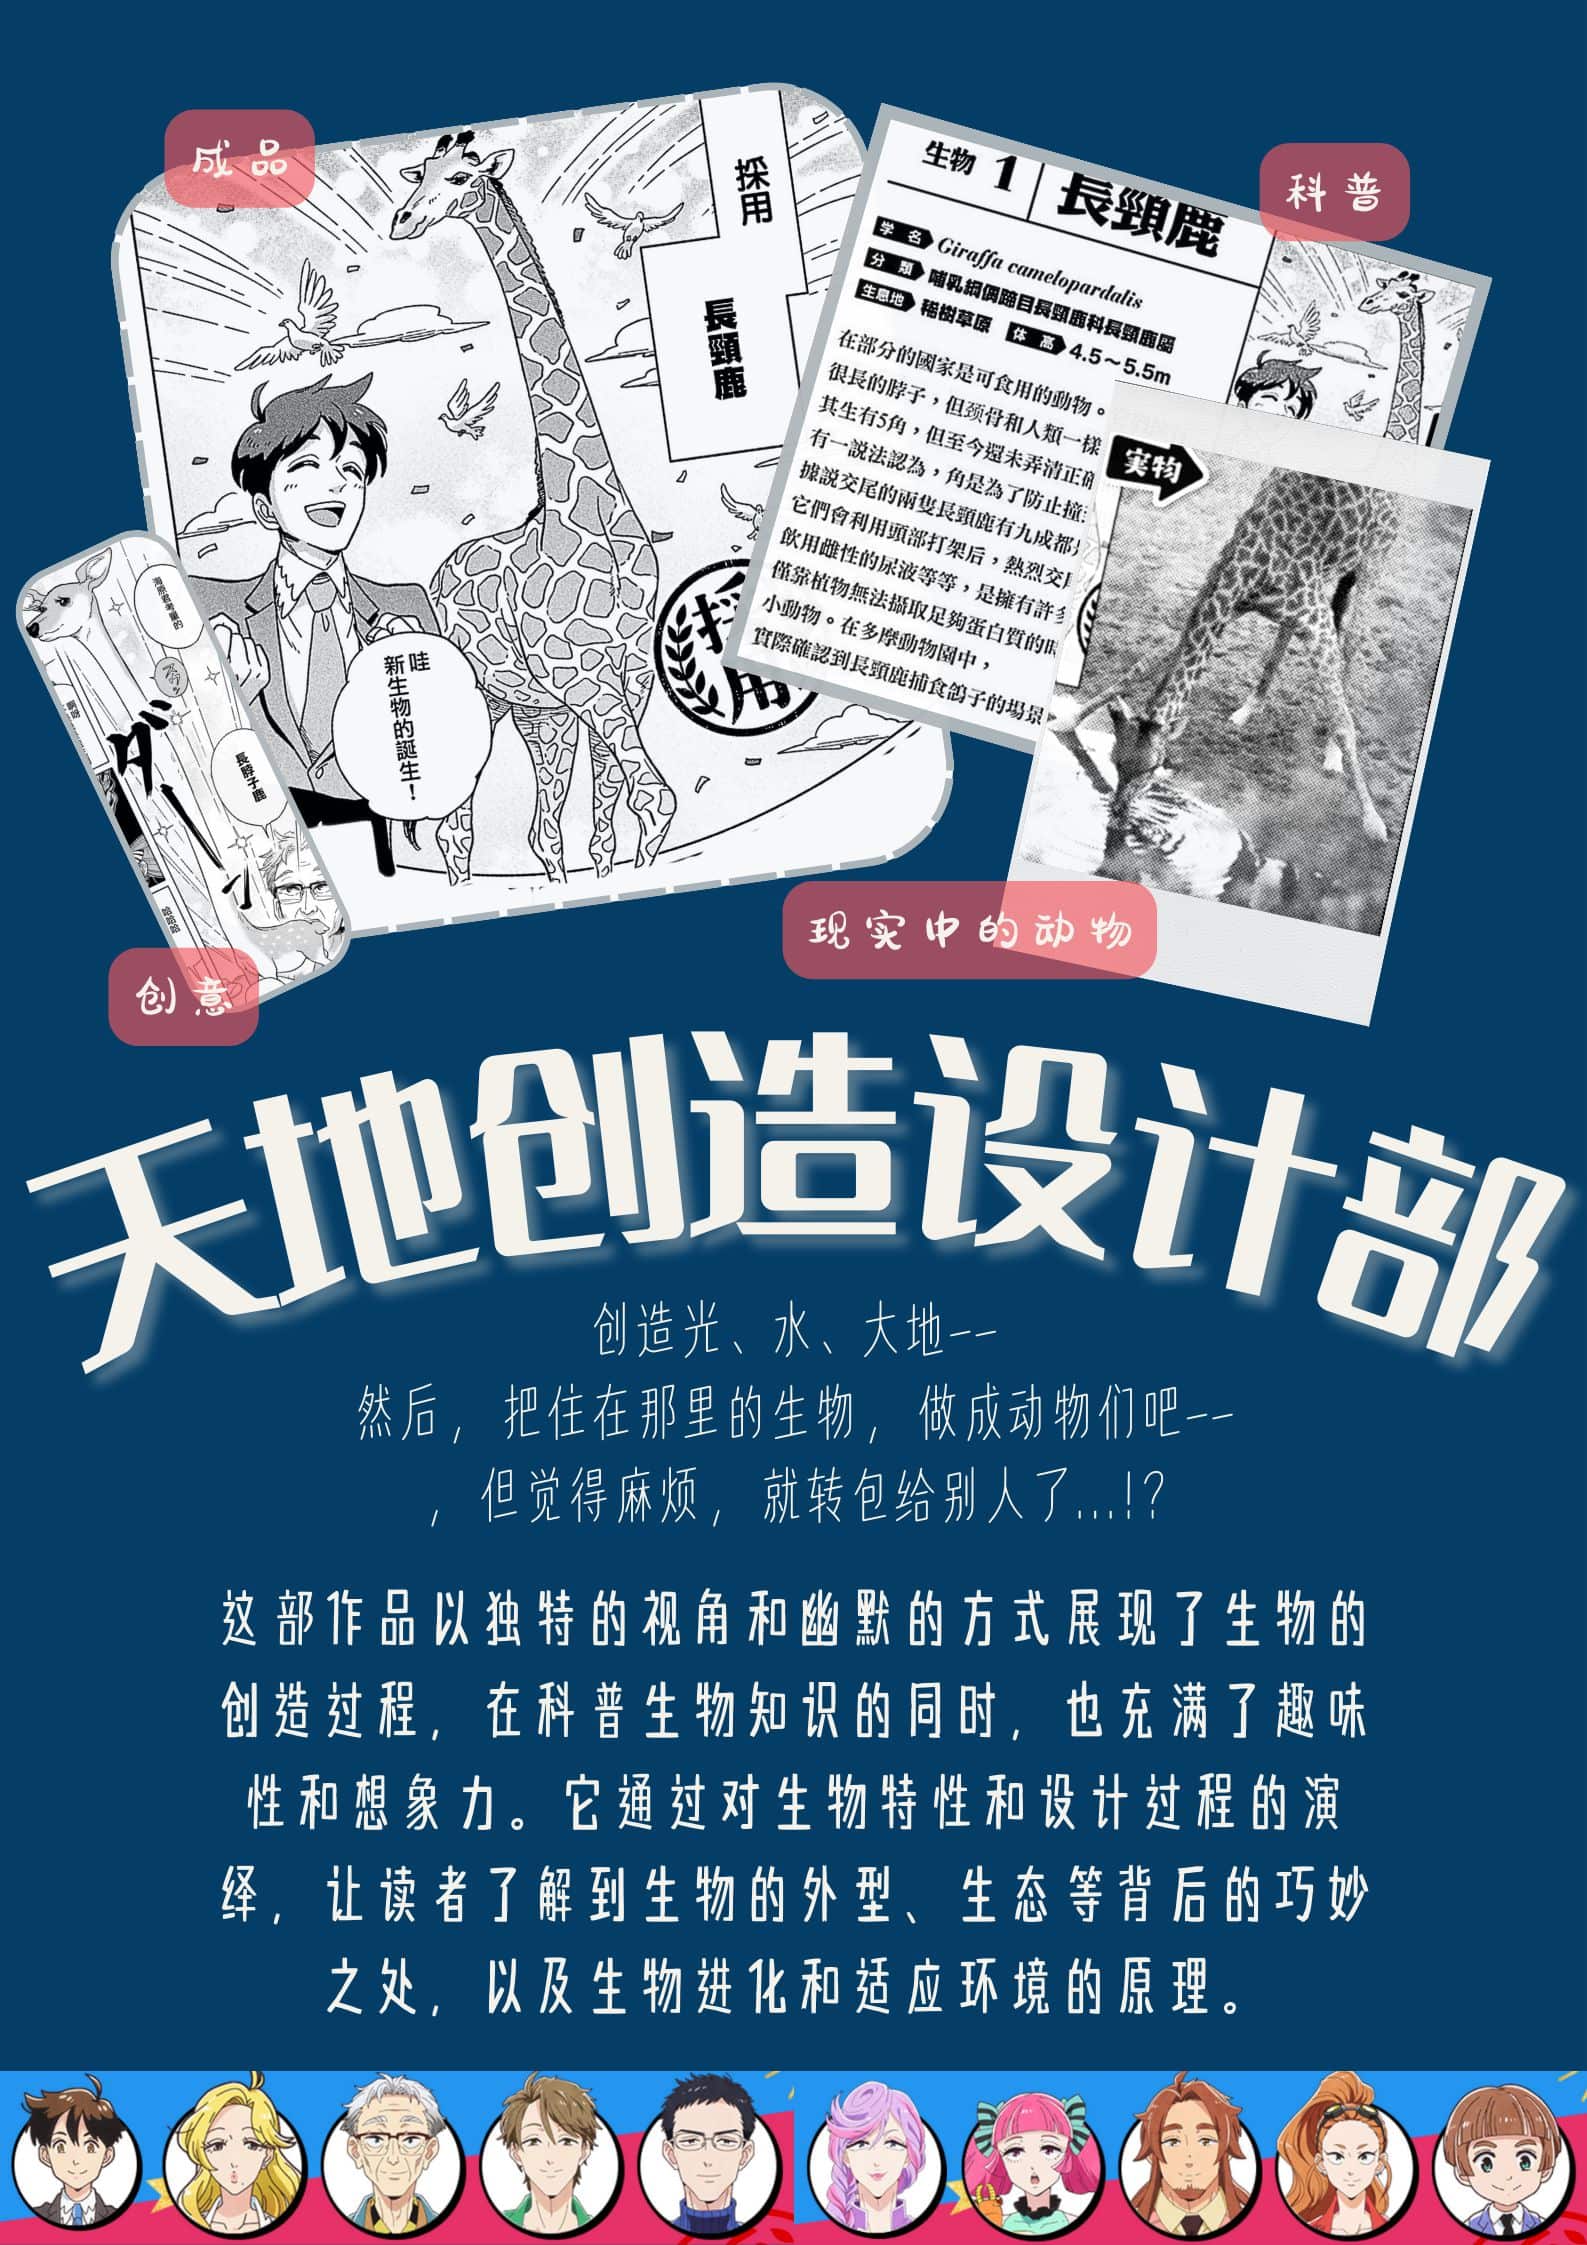 成品
採用
長頸鹿
哇
新生物的誕生！
採用
海原君考慮的
長脖子鹿
哈哈哈
创意
科普
生物 1 長頸鹿
学名 Giraffa camelopardalis
分類 哺乳綱偶蹄目長頸鹿科長頸鹿屬
生息地 稀樹草原 体高 4.5～5.5m
在部分的國家是可食用的動物。
很長的脖子，但颈骨和人類一樣
其生有5角，但至今還未弄清正確
有一說法認為，角是為了防止撞
據說交尾的兩隻長頸鹿有九成都
它們會利用頭部打架后，熱烈交
飲用雌性的尿液等等，是擁有許多
僅靠植物無法攝取足夠蛋白質的時
小動物。在多摩動物園中，
實際確認到長頸鹿捕食鴿子的場景
実物
现实中的动物
天地创造设计部
创造光、水、大地--
然后，把住在那里的生物，做成动物们吧--
，但觉得麻烦，就转包给别人了...!?
这部作品以独特的视角和幽默的方式展现了生物的
创造过程，在科普生物知识的同时，也充满了趣味
性和想象力。它通过对生物特性和设计过程的演
绎，让读者了解到生物的外型、生态等背后的巧妙
之处，以及生物进化和适应环境的原理。